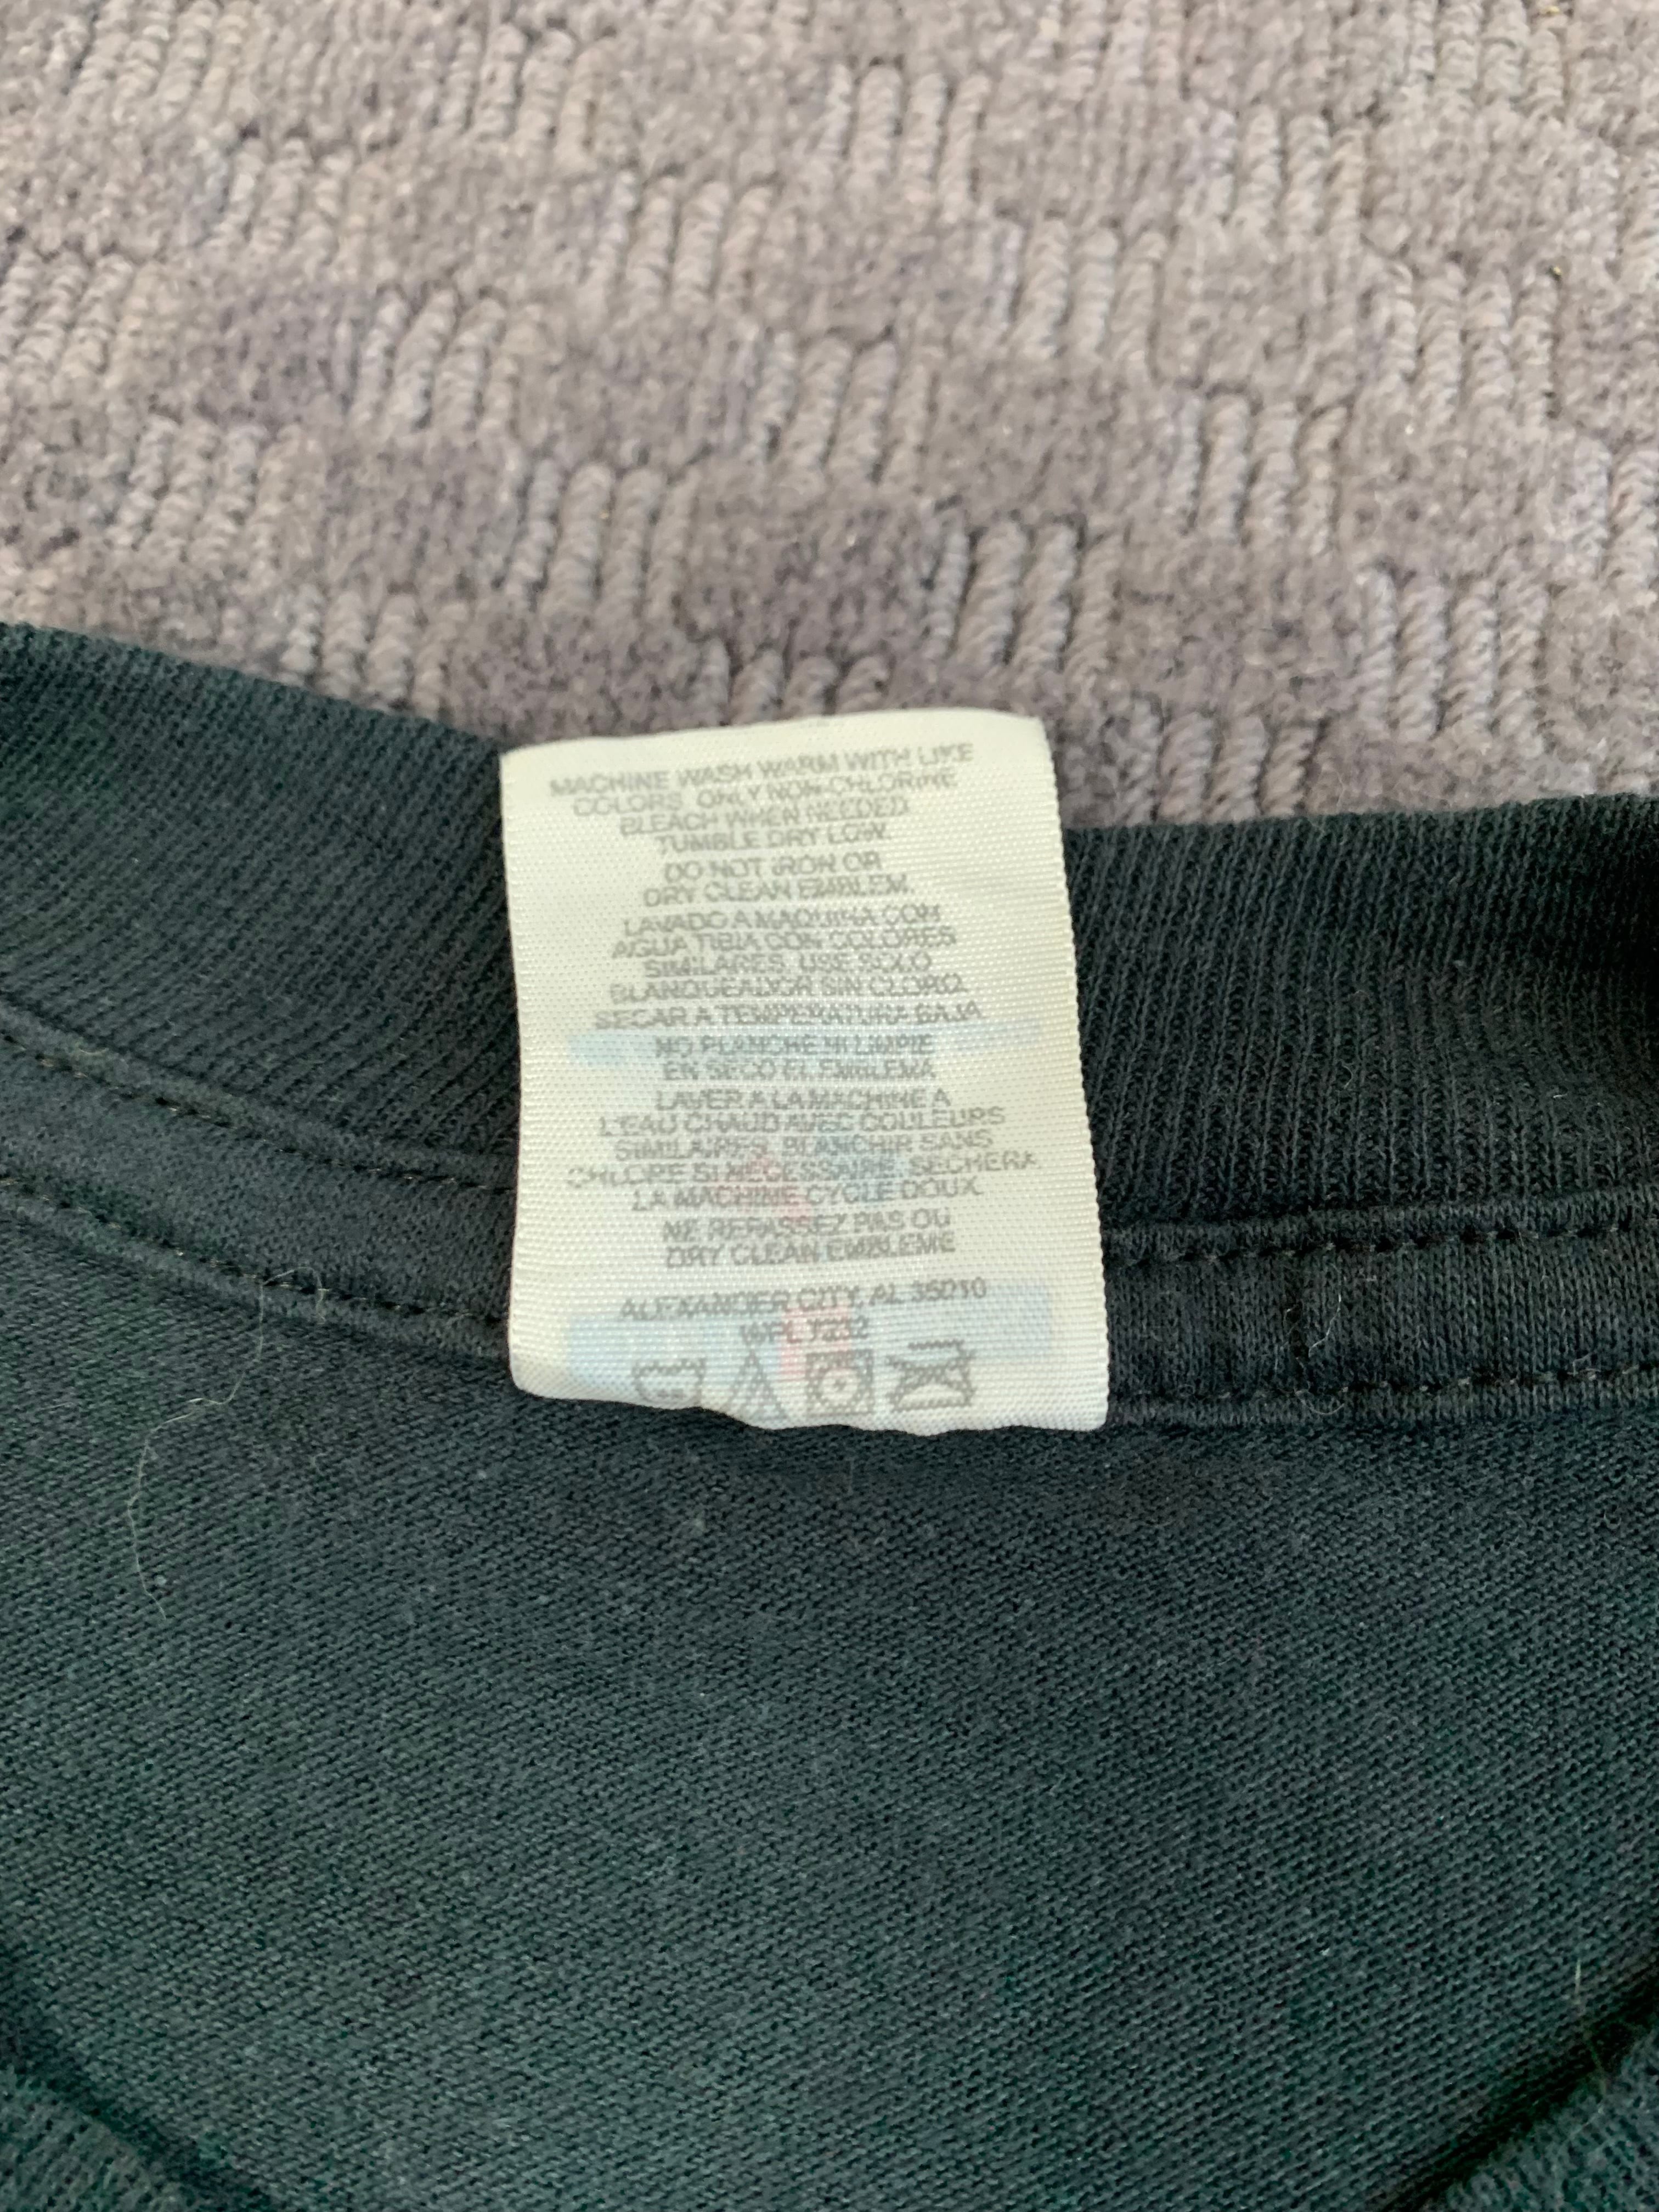 MACHINE WASH WARM WITH LIKE
COLORS. ONLY NON-CHLORINE
BLEACH WHEN NEEDED.
TUMBLE DRY LOW.
DO NOT IRON OR
DRY CLEAN EMBLEM.
LAVADO A MAQUINA CON
AGUA TIBIA CON COLORES
SIMILARES. USE SOLO
BLANQUEADOR SIN CLORO.
SECAR A TEMPERATURA BAJA
NO PLANCHE NI LIMPIE
EN SECO EL EMBLEMA
LAVER A LA MACHINE A
L'EAU CHAUD AVEC COULEURS
SIMILAIRES. BLANCHIR SANS
CHLORE SI NECESSAIRE. SECHER A
LA MACHINE CYCLE DOUX.
NE REPASSEZ PAS OU
DRY CLEAN EMBLEME
ALEXANDER CITY, AL 35010
WPL 7232